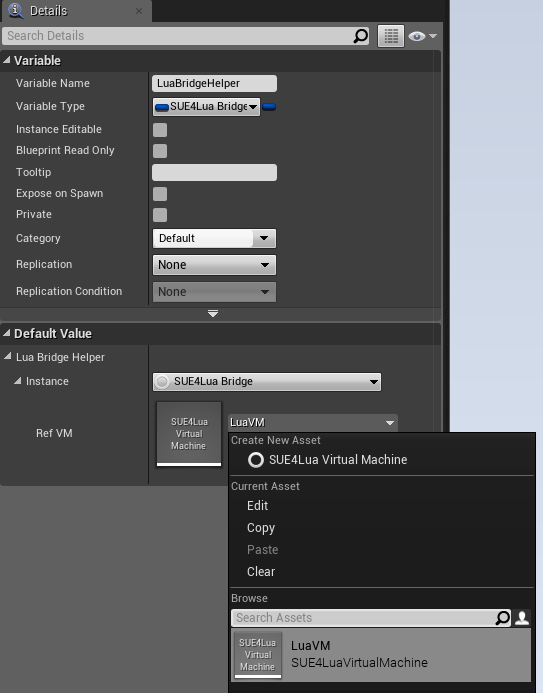 Details
Search Details
Variable
Variable Name LuaBridgeHelper
Variable Type SUE4Lua Bridge
Instance Editable
Blueprint Read Only
Tooltip
Expose on Spawn
Private
Category Default
Replication None
Replication Condition None
Default Value
Lua Bridge Helper
Instance SUE4Lua Bridge
Ref VM
SUE4Lua
Virtual
Machine
LuaVM
Create New Asset
SUE4Lua Virtual Machine
Current Asset
Edit
Copy
Paste
Clear
Browse
Search Assets
SUE4Lua
Virtual
Machine
LuaVM
SUE4LuaVirtualMachine